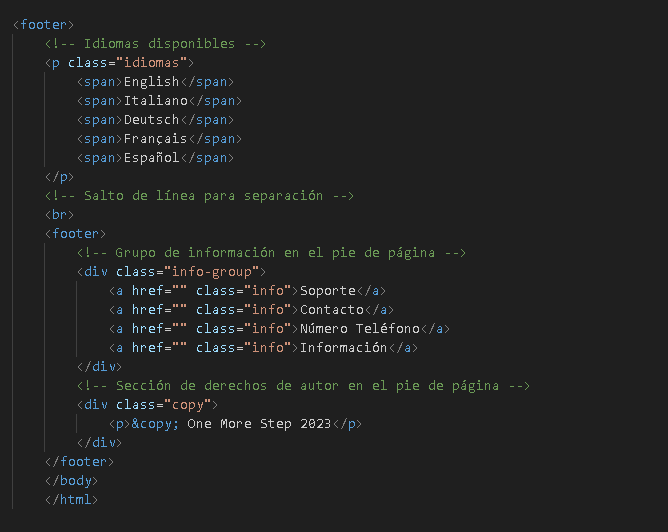 <footer>
<!-- Idiomas disponibles -->
<p class="idiomas">
<span>English</span>
<span>Italiano</span>
<span>Deutsch</span>
<span>Français</span>
<span>Español</span>
</p>
<!-- Salto de línea para separación -->
<br>
<footer>
<!-- Grupo de información en el pie de página -->
<div class="info-group">
<a href="" class="info">Soporte</a>
<a href="" class="info">Contacto</a>
<a href="" class="info">Número Teléfono</a>
<a href="" class="info">Información</a>
</div>
<!-- Sección de derechos de autor en el pie de página -->
<div class="copy">
<p>&copy; One More Step 2023</p>
</div>
</footer>
</body>
</html>